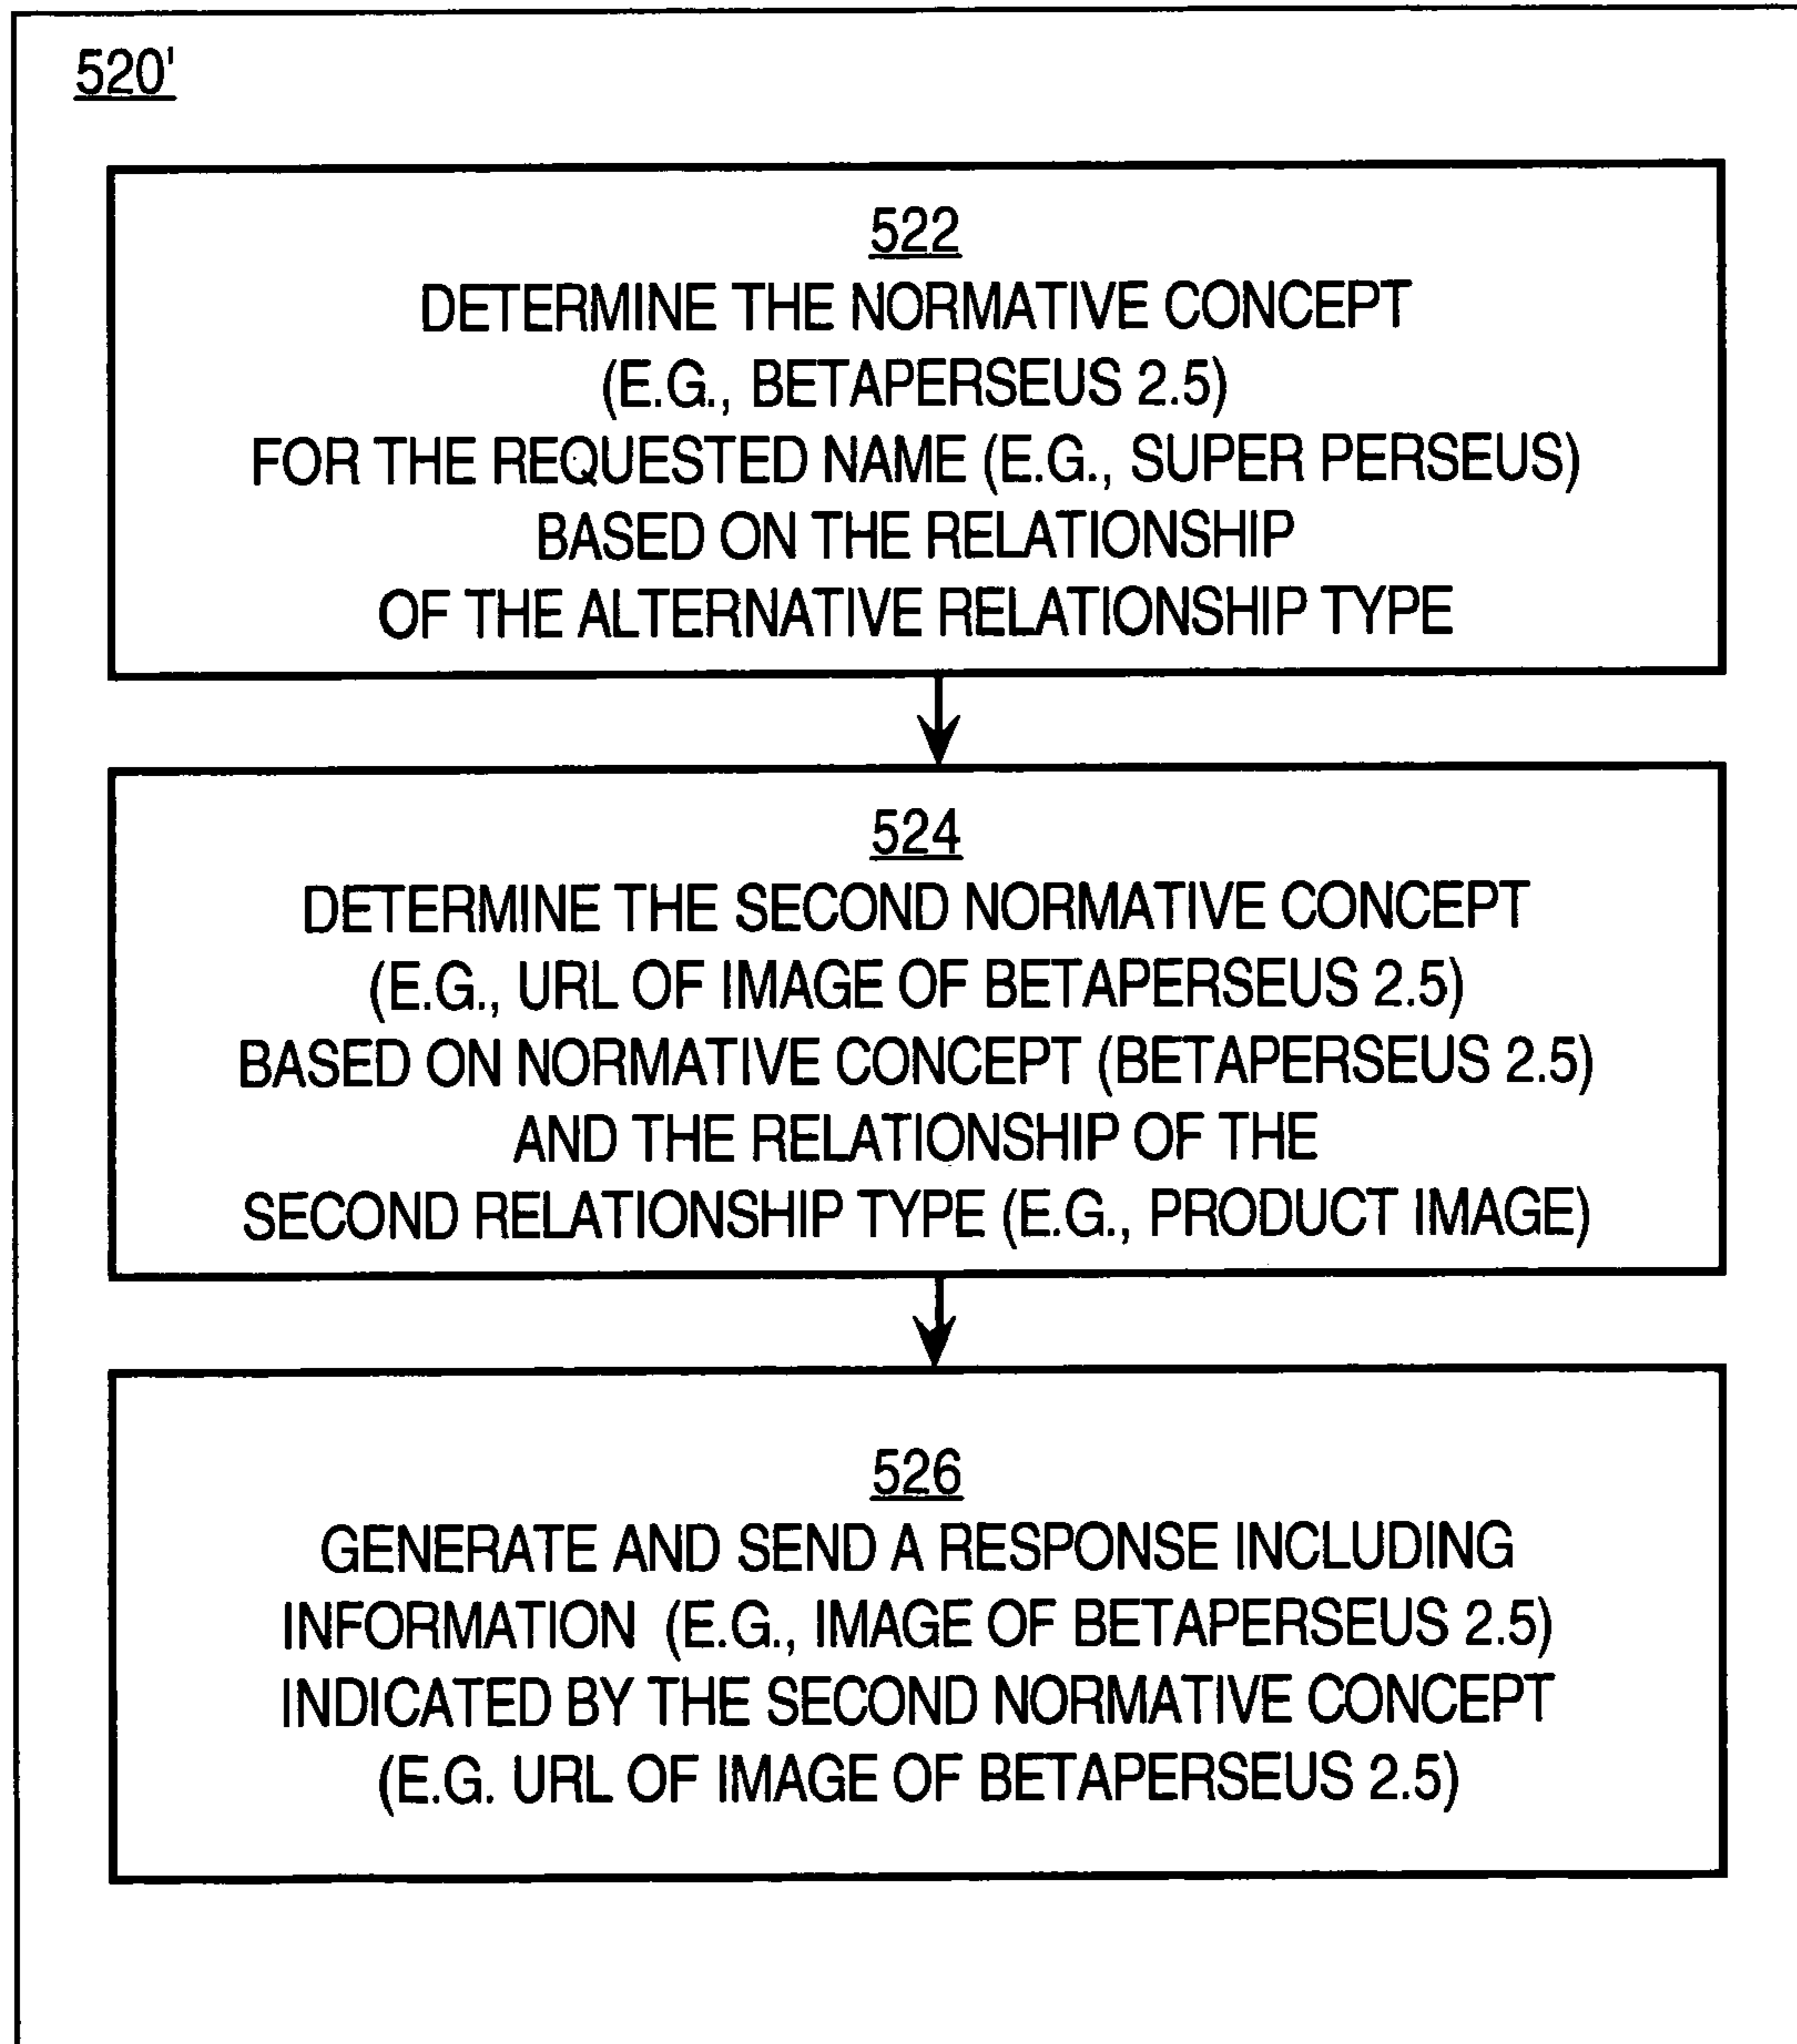 520'
522
DETERMINE THE NORMATIVE CONCEPT
(E.G., BETAPERSEUS 2.5)
FOR THE REQUESTED NAME (E.G., SUPER PERSEUS)
BASED ON THE RELATIONSHIP
OF THE ALTERNATIVE RELATIONSHIP TYPE
524
DETERMINE THE SECOND NORMATIVE CONCEPT
(E.G., URL OF IMAGE OF BETAPERSEUS 2.5)
BASED ON NORMATIVE CONCEPT (BETAPERSEUS 2.5)
AND THE RELATIONSHIP OF THE
SECOND RELATIONSHIP TYPE (E.G., PRODUCT IMAGE)
526
GENERATE AND SEND A RESPONSE INCLUDING
INFORMATION (E.G., IMAGE OF BETAPERSEUS 2.5)
INDICATED BY THE SECOND NORMATIVE CONCEPT
(E.G. URL OF IMAGE OF BETAPERSEUS 2.5)